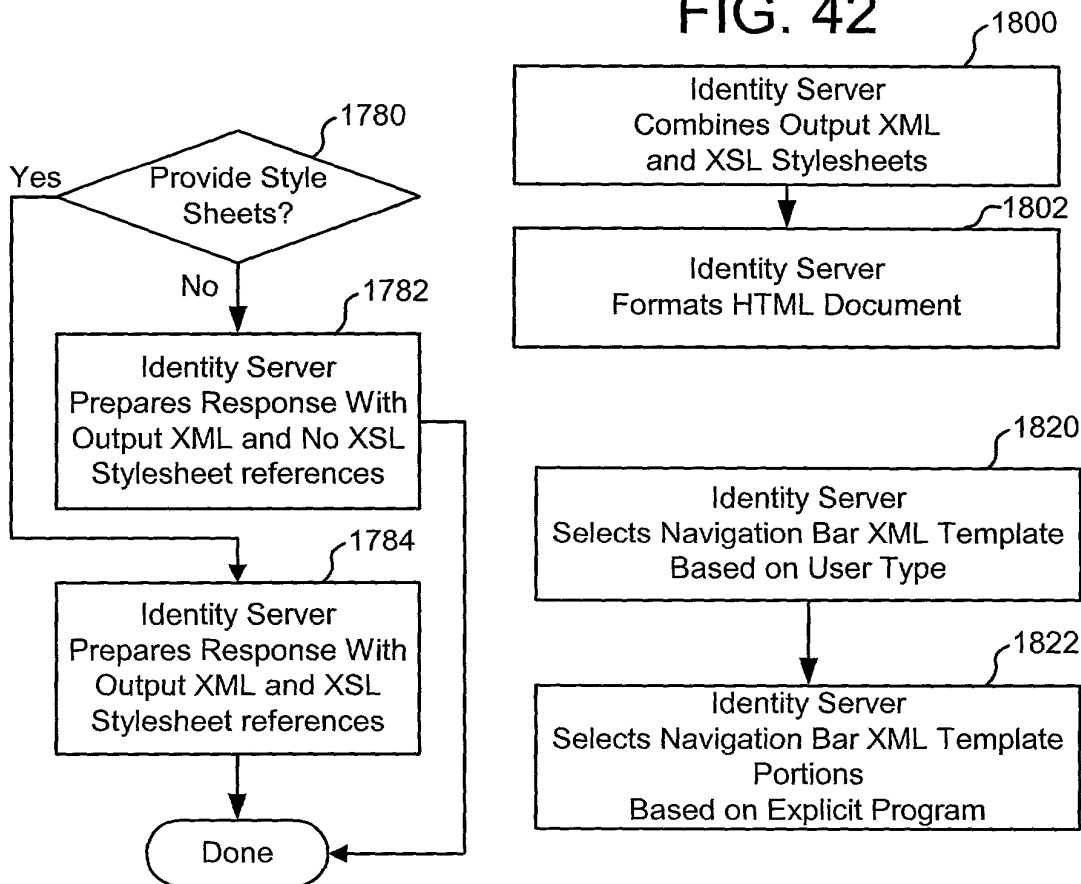 FIG. 42
1780
Provide Style
Sheets?
Yes
No
1782
Identity Server
Prepares Response With
Output XML and No XSL
Stylesheet references
1784
Identity Server
Prepares Response With
Output XML and XSL
Stylesheet references
Done
1800
Identity Server
Combines Output XML
and XSL Stylesheets
1802
Identity Server
Formats HTML Document
1820
Identity Server
Selects Navigation Bar XML Template
Based on User Type
1822
Identity Server
Selects Navigation Bar XML Template
Portions
Based on Explicit Program